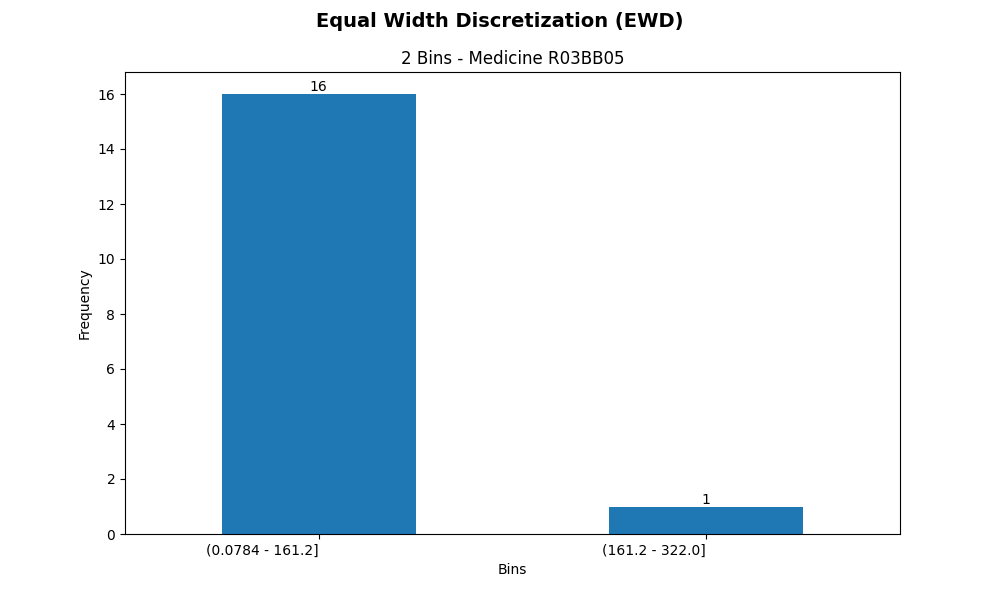 Equal Width Discretization (EWD)
2 Bins - Medicine R03BB05
16
14
12
10
8
6
4
2
0
Frequency
16
1
(0.0784 - 161.2]
(161.2 - 322.0]
Bins